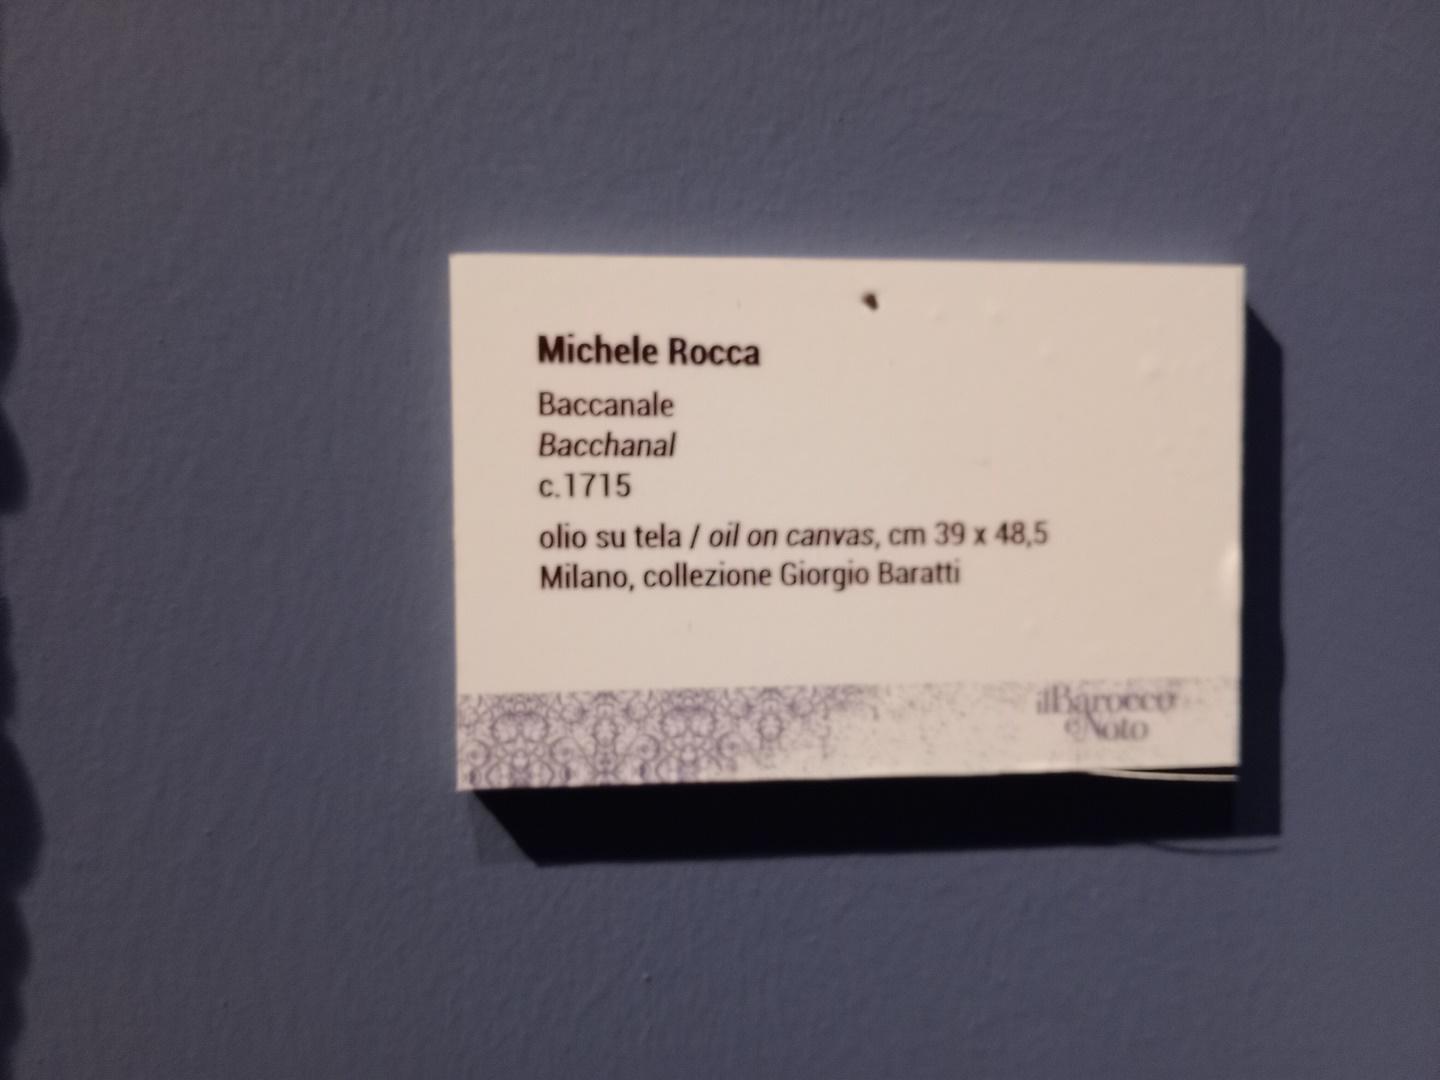 Michele Rocca
Baccanale
Bacchanal
c.1715
olio su tela / oil on canvas, cm 39 x 48,5
Milano, collezione Giorgio Baratti
ilBarocco
eNoto